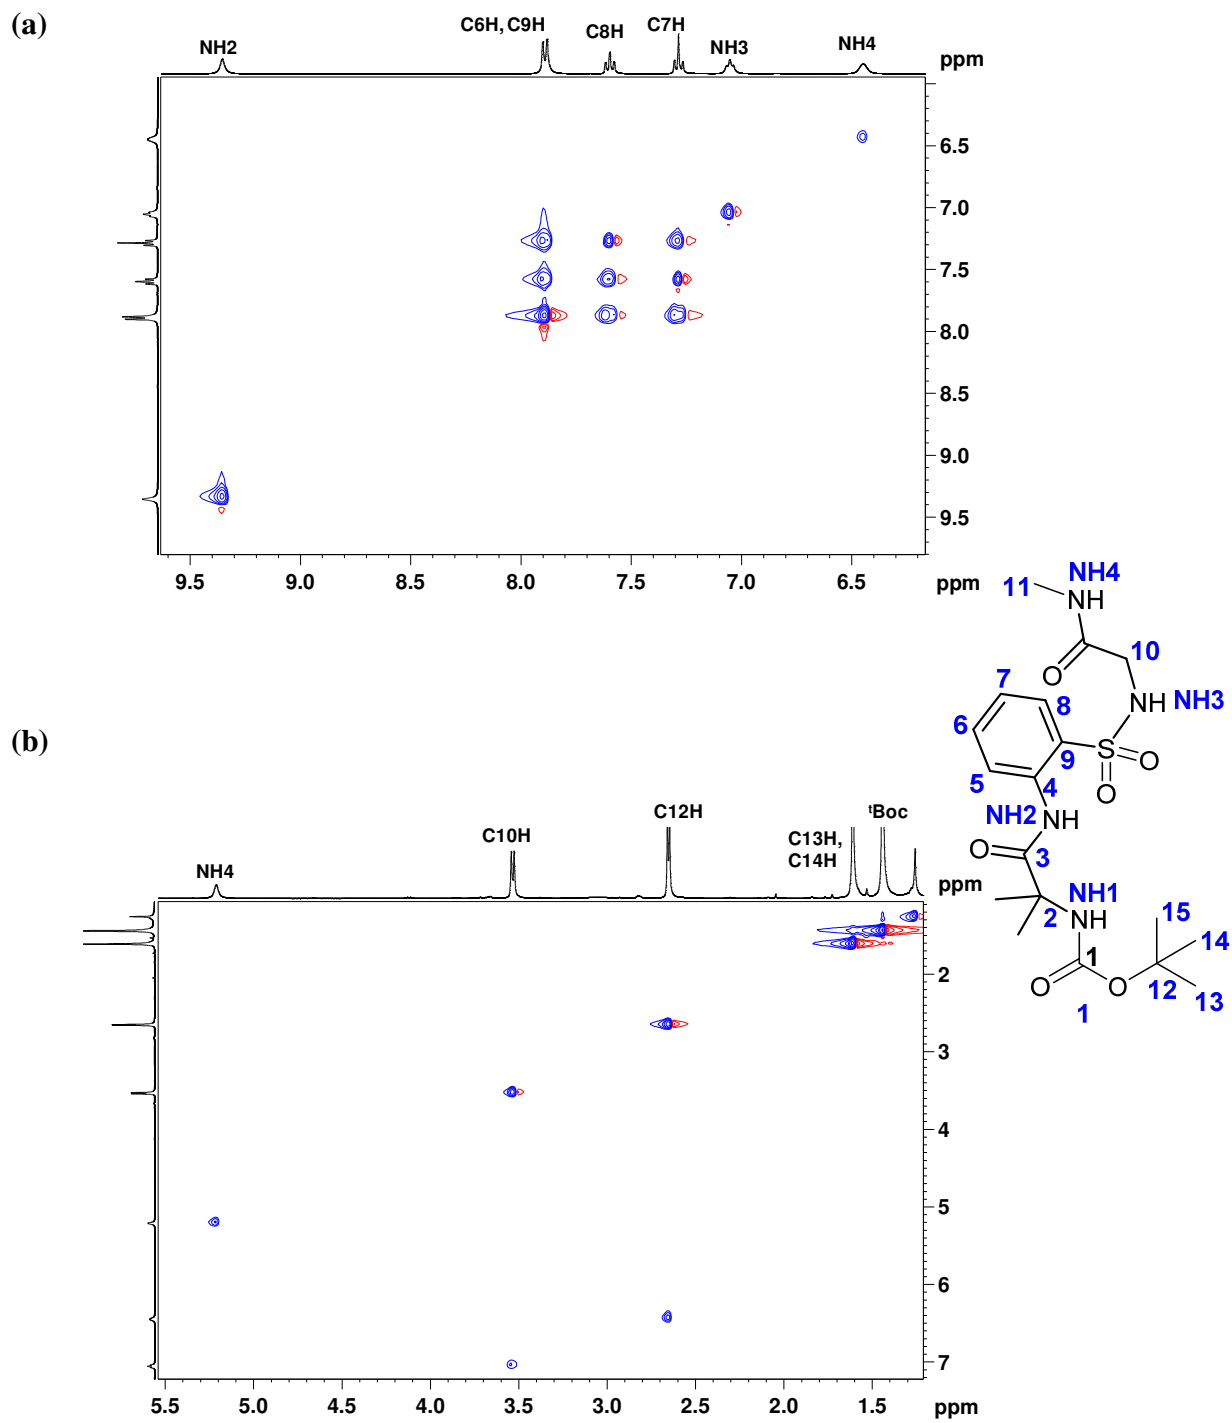 (a)
NH2
C6H, C9H
C8H
C7H
NH3
NH4
ppm
6.5
7.0
7.5
8.0
8.5
9.0
9.5
9.5
9.0
8.5
8.0
7.5
7.0
6.5
ppm
11
NH4
NH
O
10
7
8
NH
NH3
6
9
S
O
O
5
4
NH2
NH
O
3
NH1
2
NH
15
1
14
O
O
12
13
1
(b)
NH4
C10H
C12H
C13H,
C14H
tBoc
ppm
2
3
4
5
6
7
5.5
5.0
4.5
4.0
3.5
3.0
2.5
2.0
1.5
ppm